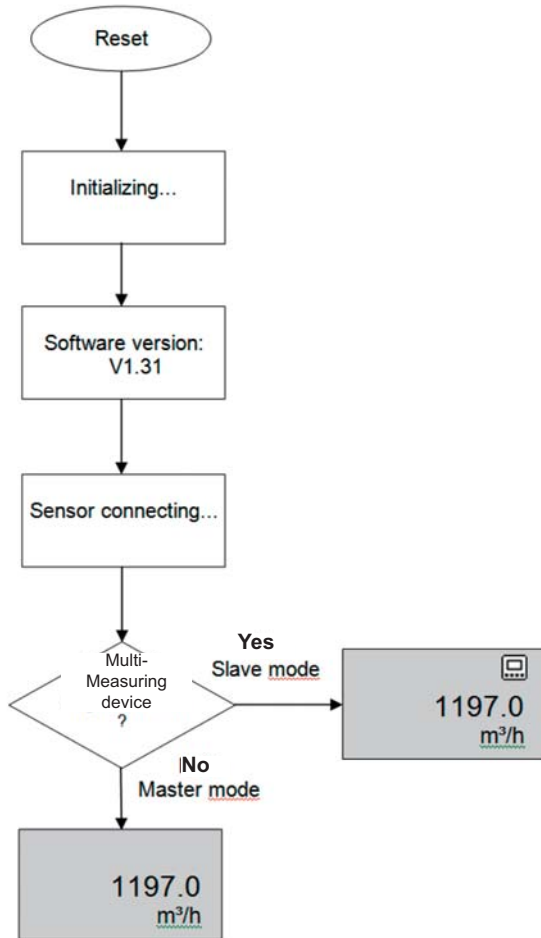 Reset
Initializing...
Software version:
V1.31
Sensor connecting...
Multi-
Measuring
device
?
Yes
Slave mode
1197.0
m³/h
No
Master mode
1197.0
m³/h